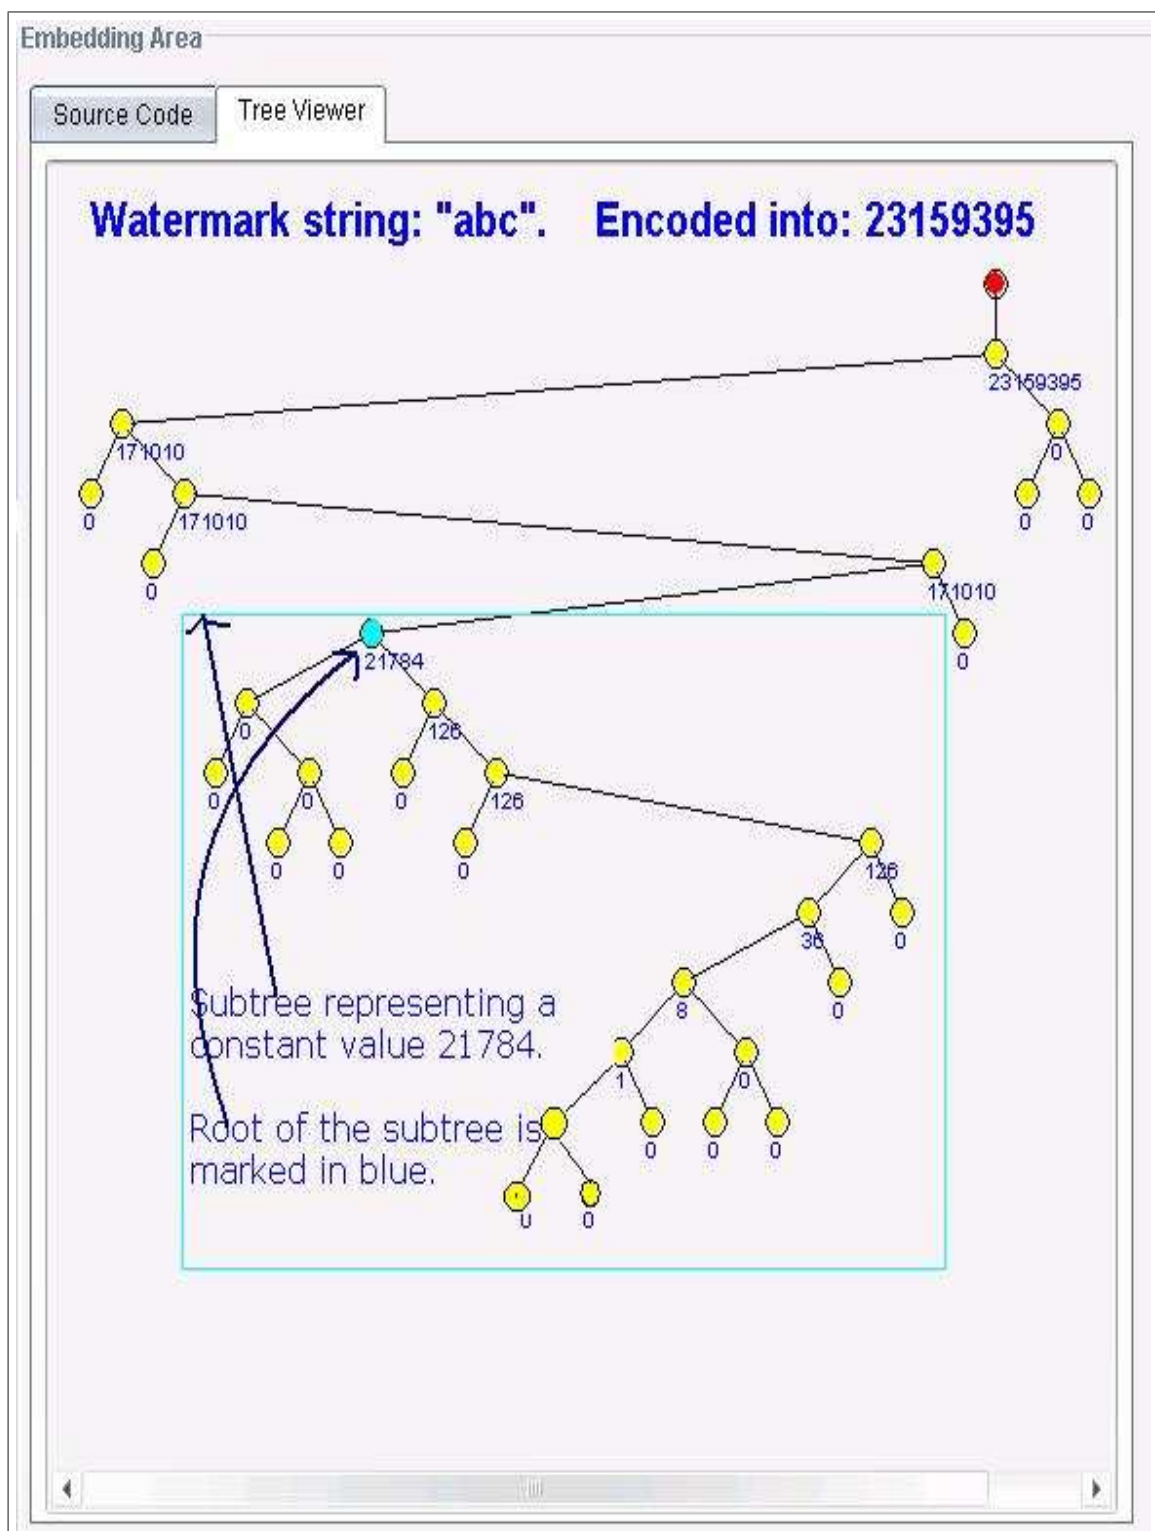 Embedding Area
Source Code Tree Viewer
Watermark string: "abc". Encoded into: 23159395
23159395
171010 0
0 171010 0 0
0 171010
21784 0
0 126
0 0 0 126
0 0 0 126
36 0
8 0
1 0
0 0 0
0 0
Subtree representing a
constant value 21784.
Root of the subtree is
marked in blue.